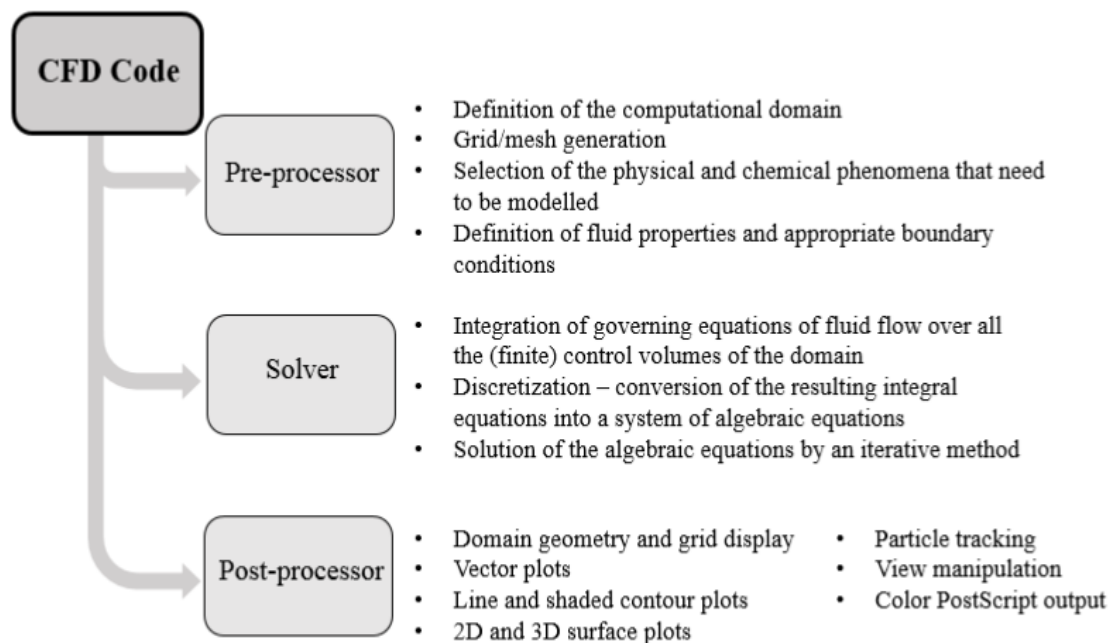 CFD Code
Pre-processor
• Definition of the computational domain
• Grid/mesh generation
• Selection of the physical and chemical phenomena that need
to be modelled
• Definition of fluid properties and appropriate boundary
conditions
Solver
• Integration of governing equations of fluid flow over all
the (finite) control volumes of the domain
• Discretization – conversion of the resulting integral
equations into a system of algebraic equations
• Solution of the algebraic equations by an iterative method
Post-processor
• Domain geometry and grid display
• Vector plots
• Line and shaded contour plots
• 2D and 3D surface plots
• Particle tracking
• View manipulation
• Color PostScript output